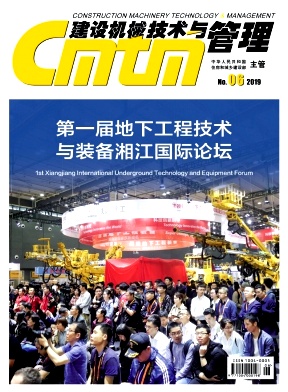 CONSTRUCTION MACHINERY TECHNOLOGY & MANAGEMENT
建设机械技术与管理
cmtm
中华人民共和国
住房和城乡建设部 主管
No. 06 2019
第一届地下工程技术
与装备湘江国际论坛
1st Xiangjiang International Underground Technology and Equipment Forum